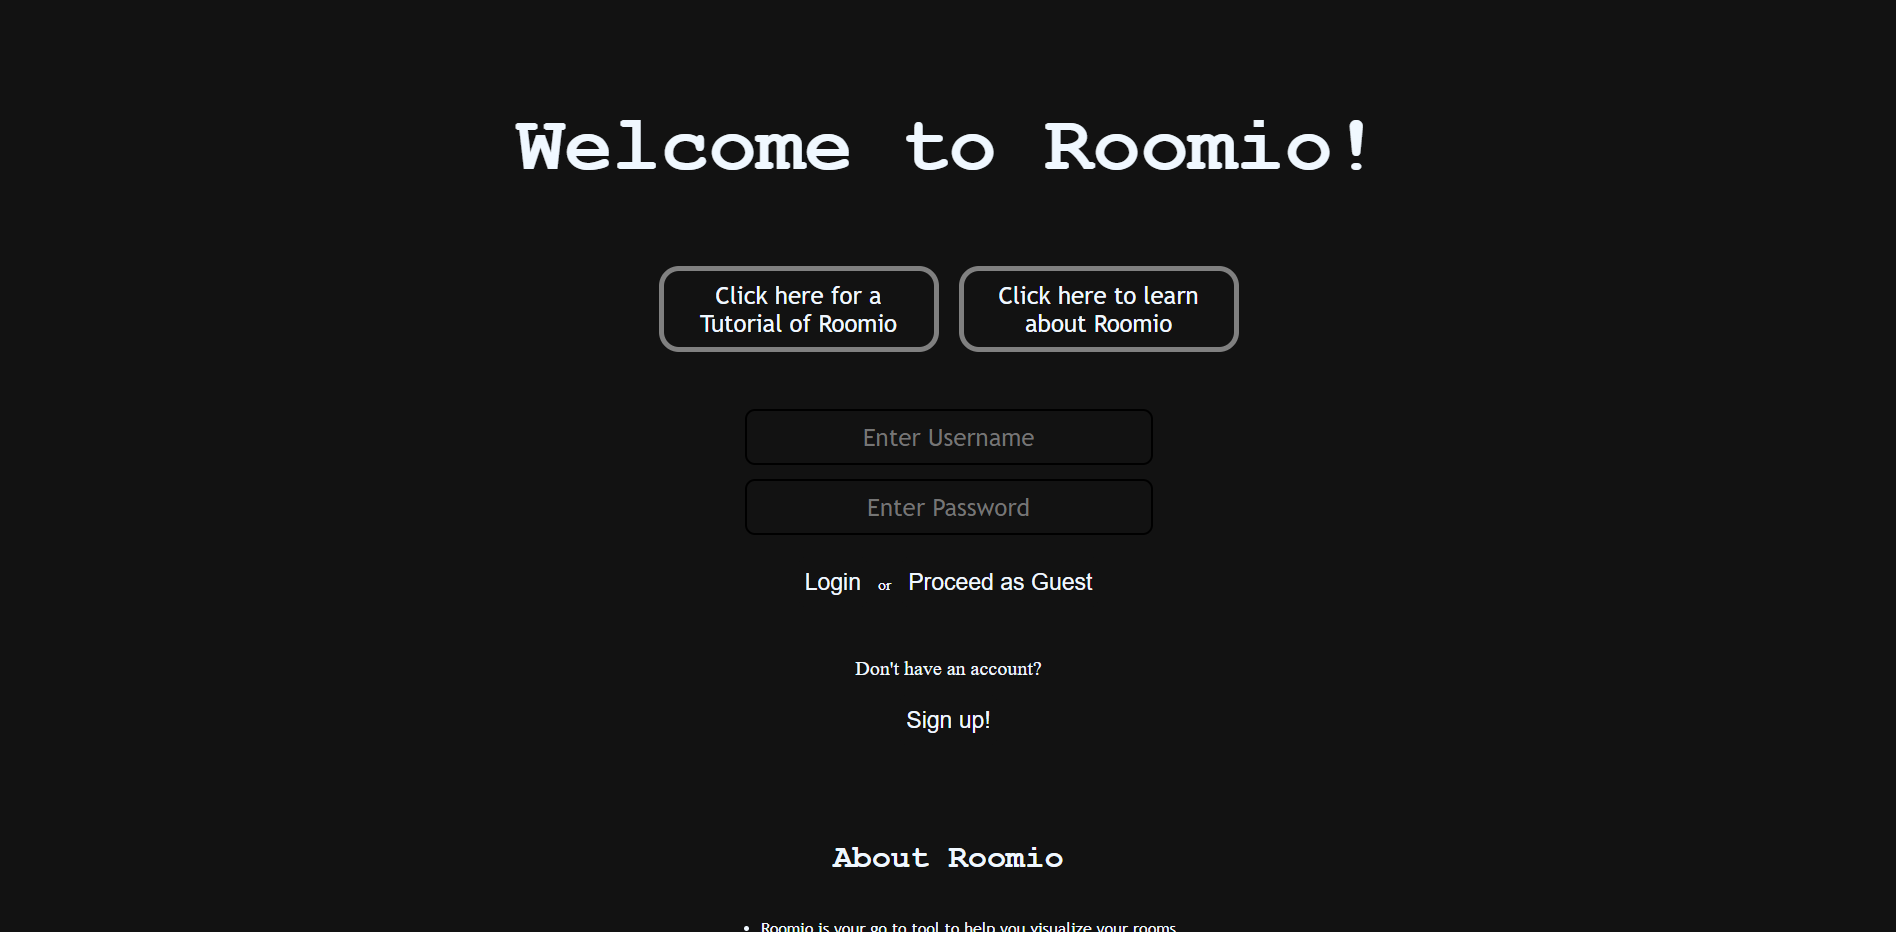 Welcome to Roomio!
Click here for a
Tutorial of Roomio
Click here to learn
about Roomio
Enter Username
Enter Password
Login or Proceed as Guest
Don't have an account?
Sign up!
About Roomio
• Roomio is your go to tool to help you visualize your rooms